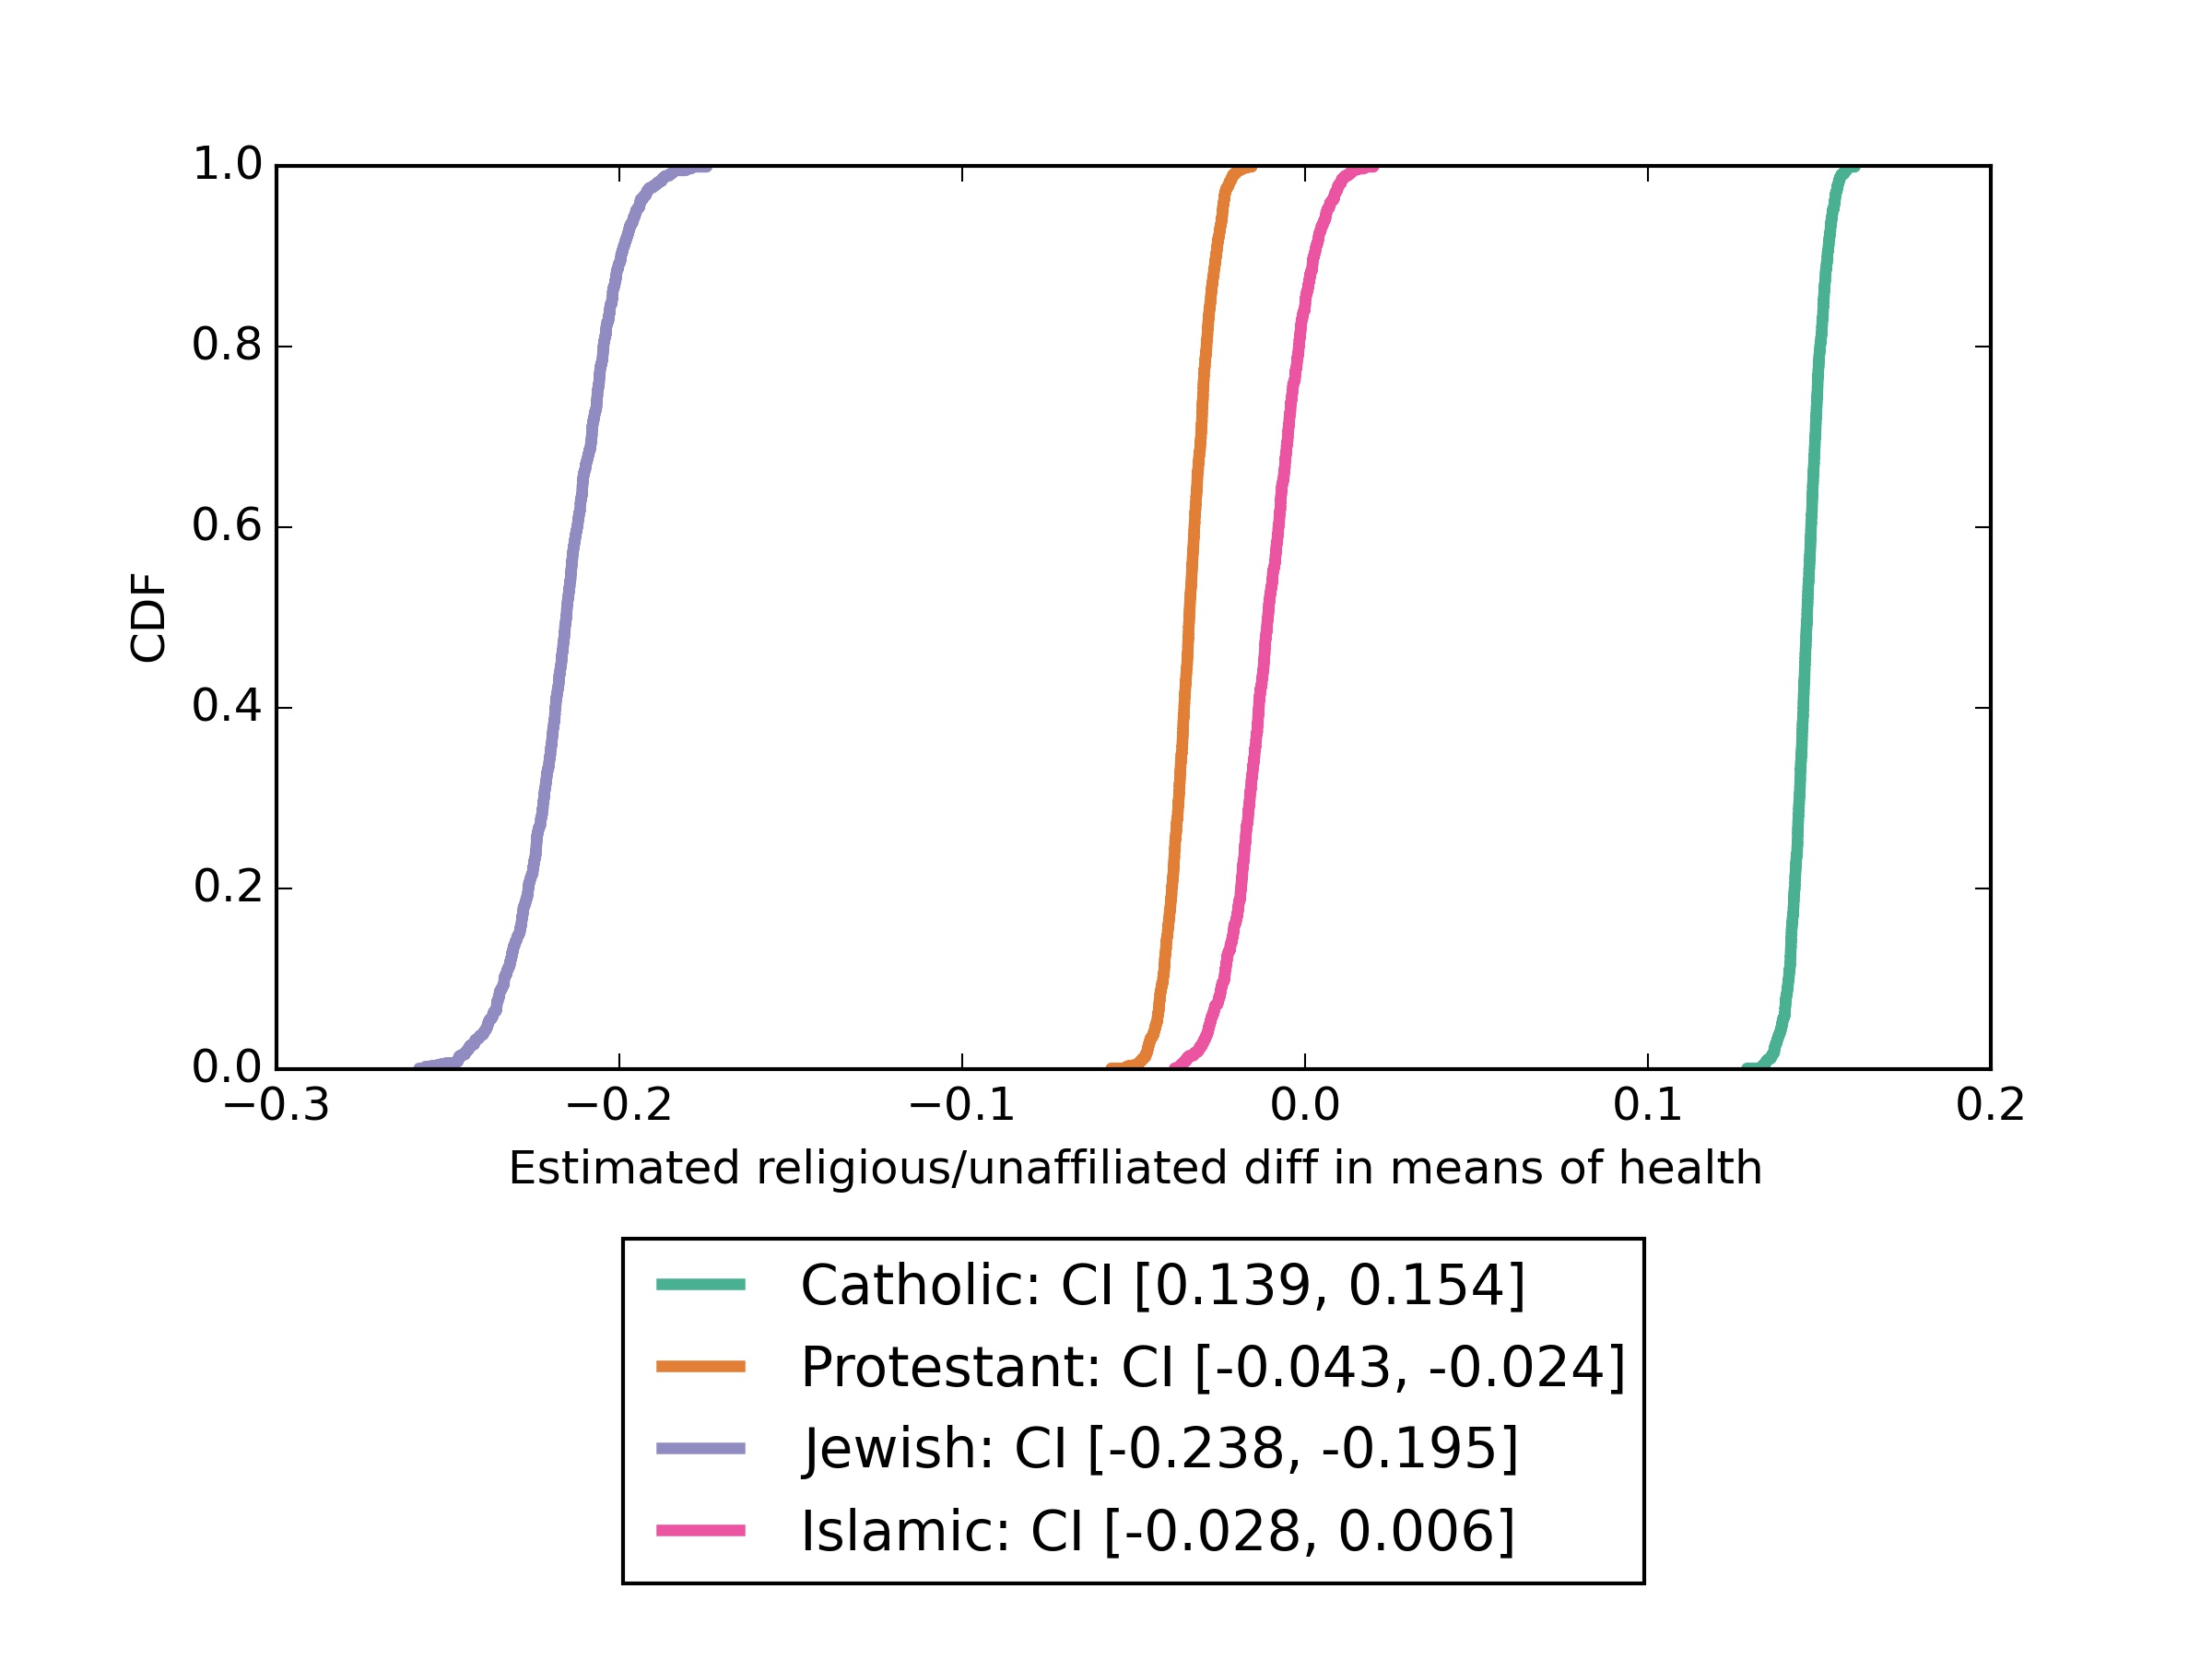 1.0
0.8
0.6
0.4
0.2
0.0
CDF
−0.3 −0.2 −0.1 0.0 0.1 0.2
Estimated religious/unaffiliated diff in means of health
Catholic: CI [0.139, 0.154]
Protestant: CI [-0.043, -0.024]
Jewish: CI [-0.238, -0.195]
Islamic: CI [-0.028, 0.006]